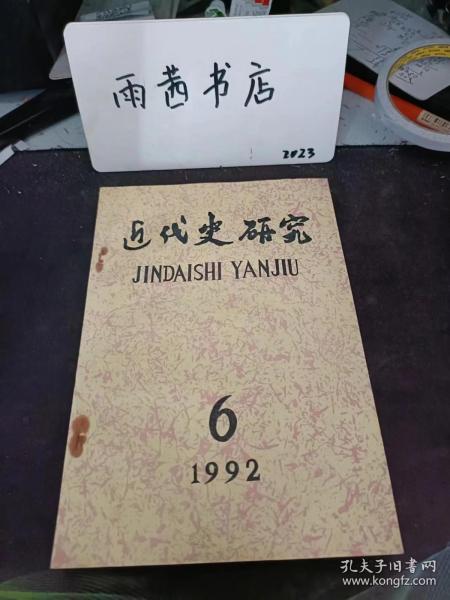 雨茜书店
2023
近代史研究
JINDAISHI YANJIU
6
1992
孔夫子旧书网
www.kongfz.com